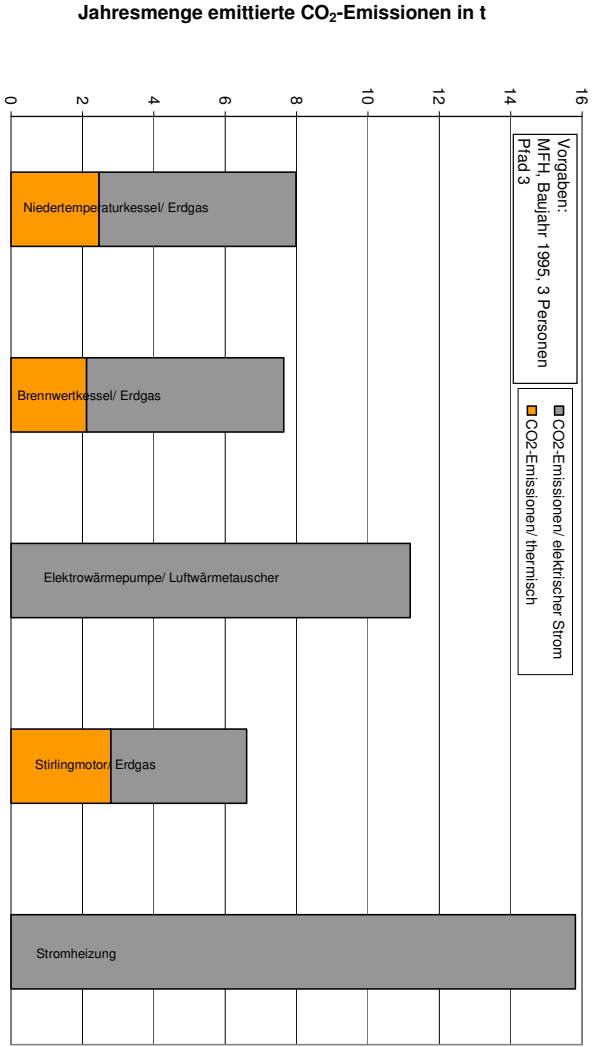 Jahresmenge emittierte CO₂-Emissionen in t
0
2
4
6
8
10
12
14
16
Vorgaben:
MFH, Baujahr 1995, 3 Personen
Pfad 3
CO2-Emissionen/ elektrischer Strom
CO2-Emissionen/ thermisch
Niedertemperaturkessel/ Erdgas
Brennwertkessel/ Erdgas
Elektrowärmepumpe/ Luftwärmetauscher
Stirlingmotor/ Erdgas
Stromheizung